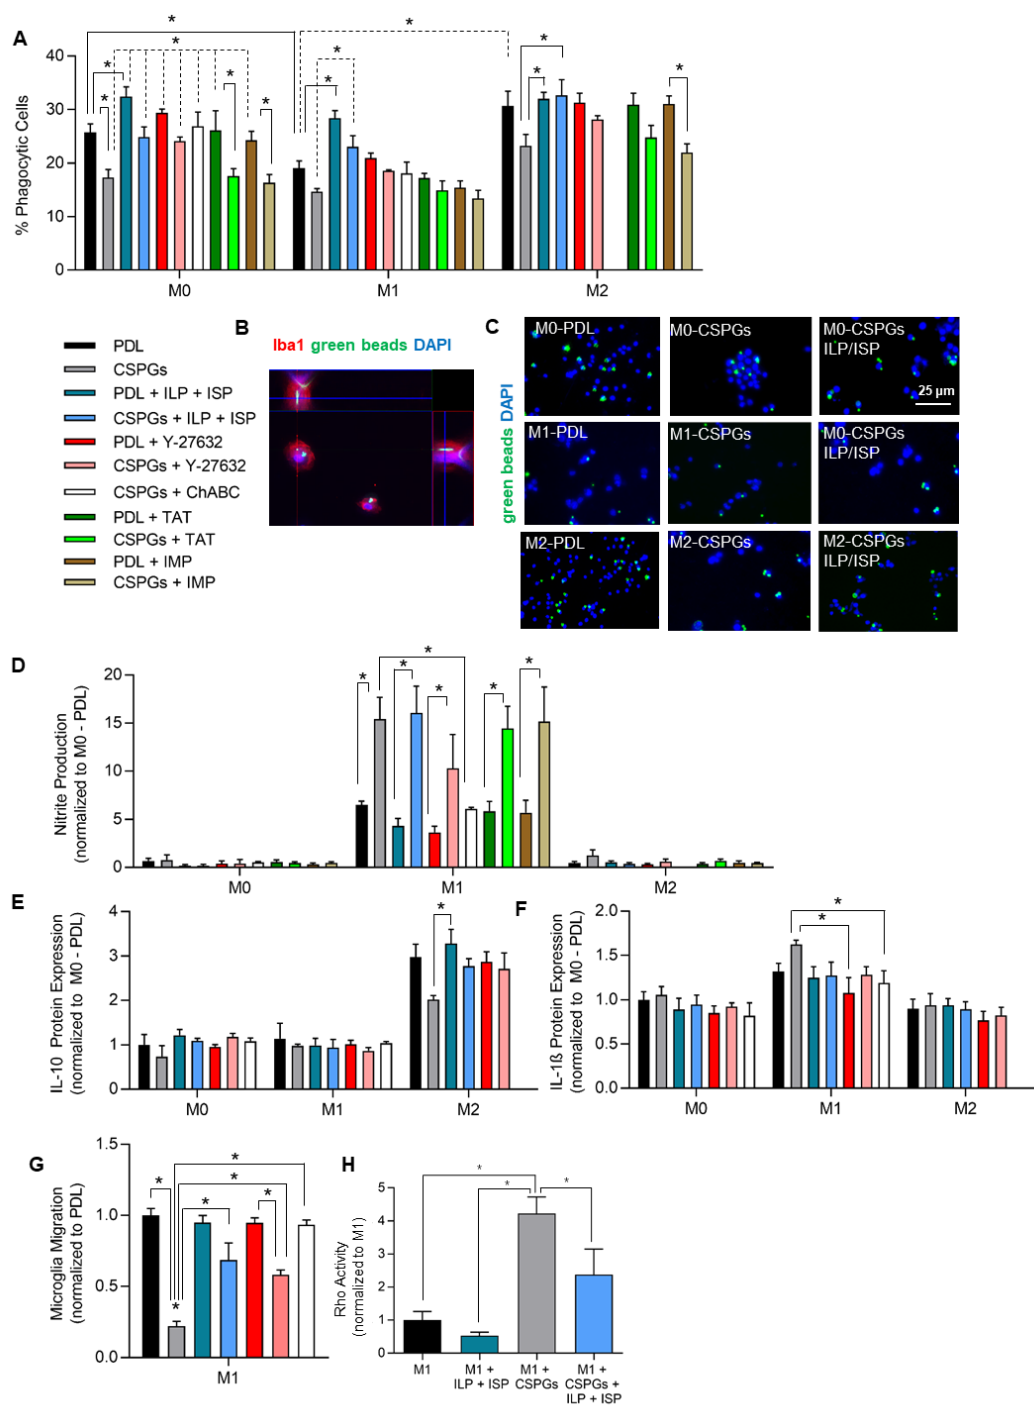 A
*
*
*
*
*
*
*
*
*
*
*
*
*
% Phagocytic Cells
40
30
20
10
0
M0
M1
M2
PDL
CSPGs
PDL + ILP + ISP
CSPGs + ILP + ISP
PDL + Y-27632
CSPGs + Y-27632
CSPGs + ChABC
PDL + TAT
CSPGs + TAT
PDL + IMP
CSPGs + IMP
B
Iba1 green beads DAPI
C
green beads DAPI
M0-PDL
M0-CSPGs
M0-CSPGs
ILP/ISP
25 µm
M1-PDL
M1-CSPGs
M0-CSPGs
ILP/ISP
M2-PDL
M2-CSPGs
M2-CSPGs
ILP/ISP
D
Nitrite Production
(normalized to M0 - PDL)
20
15
10
5
0
*
*
*
*
*
*
M0
M1
M2
E
IL-10 Protein Expression
(normalized to M0 - PDL)
4
3
2
1
0
*
M0
M1
M2
F
IL-1ß Protein Expression
(normalized to M0 - PDL)
2.0
1.5
1.0
0.5
0.0
*
*
M0
M1
M2
G
Microglia Migration
(normalized to PDL)
1.5
1.0
0.5
0.0
*
*
*
*
*
*
M1
H
Rho Activity
(normalized to M1)
5
4
3
2
1
0
*
*
*
M1
M1 +
ILP + ISP
M1 +
CSPGs
M1 +
CSPGs +
ILP + ISP